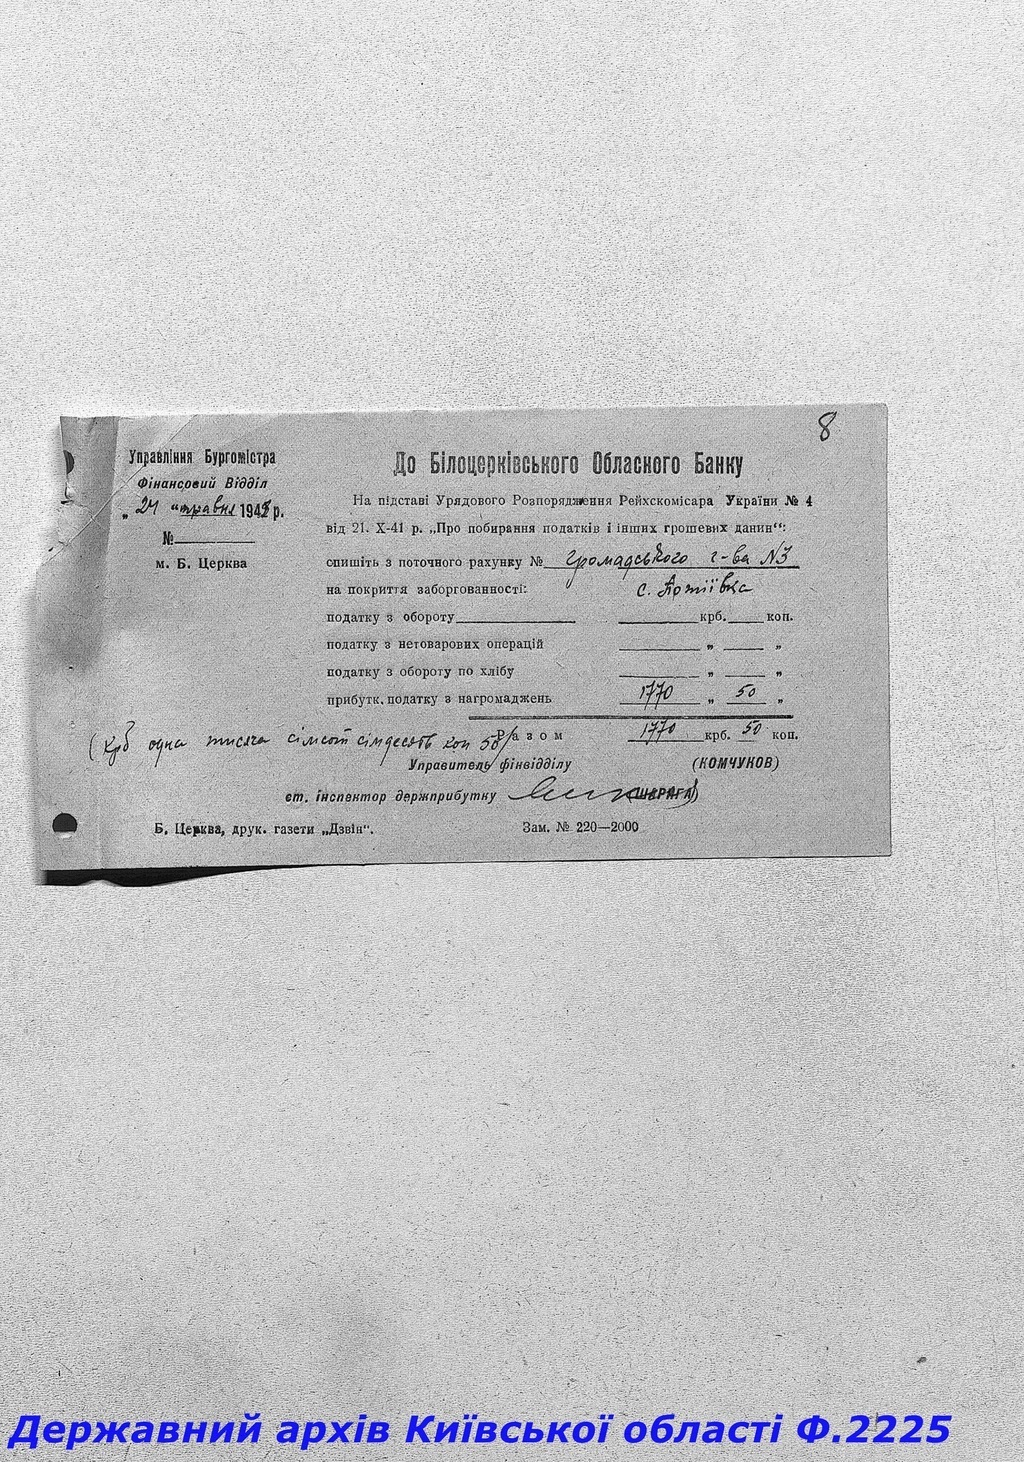 8
Управління Бургомістра
Фінансовий Відділ
„ 24 “ травня 1943 р.
№
м. Б. Церква
До Білоцерківського Обласного Банку
На підставі Урядового Розпорядження Рейхскомісара України № 4
від 21. X-41 р. „Про побирання податків і інших грошевих данин“:
спишіть з поточного рахунку № громадського г-ва №3
на покриття заборгованності: с. Потіївка
податку з обороту крб. коп.
податку з нетоварових операцій „ „
податку з обороту по хлібу „ „
прибутк. податку з нагромаджень 1770 „ 50 „
Разом 1770 крб. 50 коп.
(крб одна тисяча сімсот сімдесять коп 50/
Управитель фінвідділу (КОМЧУКОВ)
ст. інспектор держприбутку (ШАРАГА)
Б. Церква, друк. газети „Дзвін“. Зам. № 220—2000
Державний архів Київської області Ф.2225